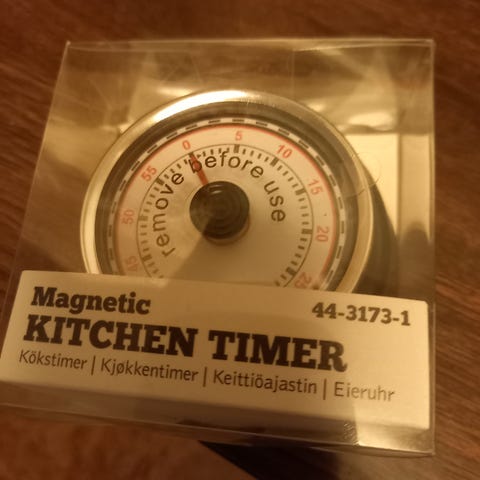 0 5 10 15 20 25
45 50 55
remove before use
Magnetic
44-3173-1
KITCHEN TIMER
Kökstimer | Kjøkkentimer | Keittiöajastin | Eieruhr